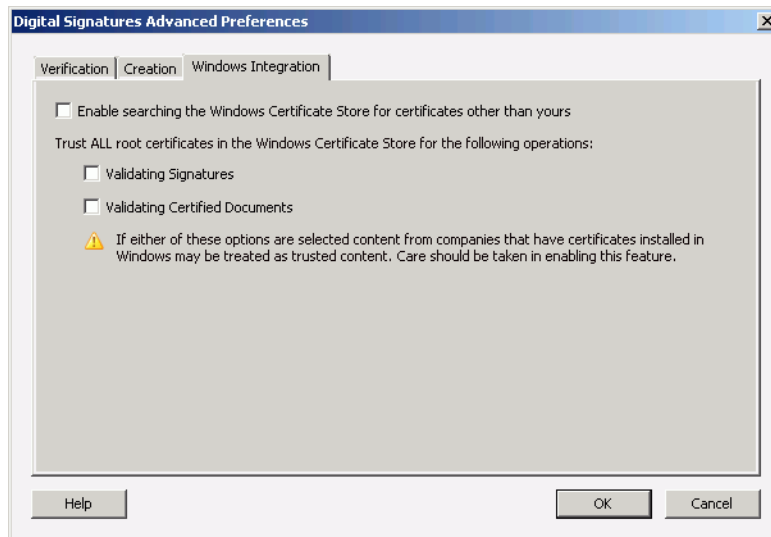 Digital Signatures Advanced Preferences
Verification Creation Windows Integration
Enable searching the Windows Certificate Store for certificates other than yours
Trust ALL root certificates in the Windows Certificate Store for the following operations:
Validating Signatures
Validating Certified Documents
If either of these options are selected content from companies that have certificates installed in
Windows may be treated as trusted content. Care should be taken in enabling this feature.
Help OK Cancel